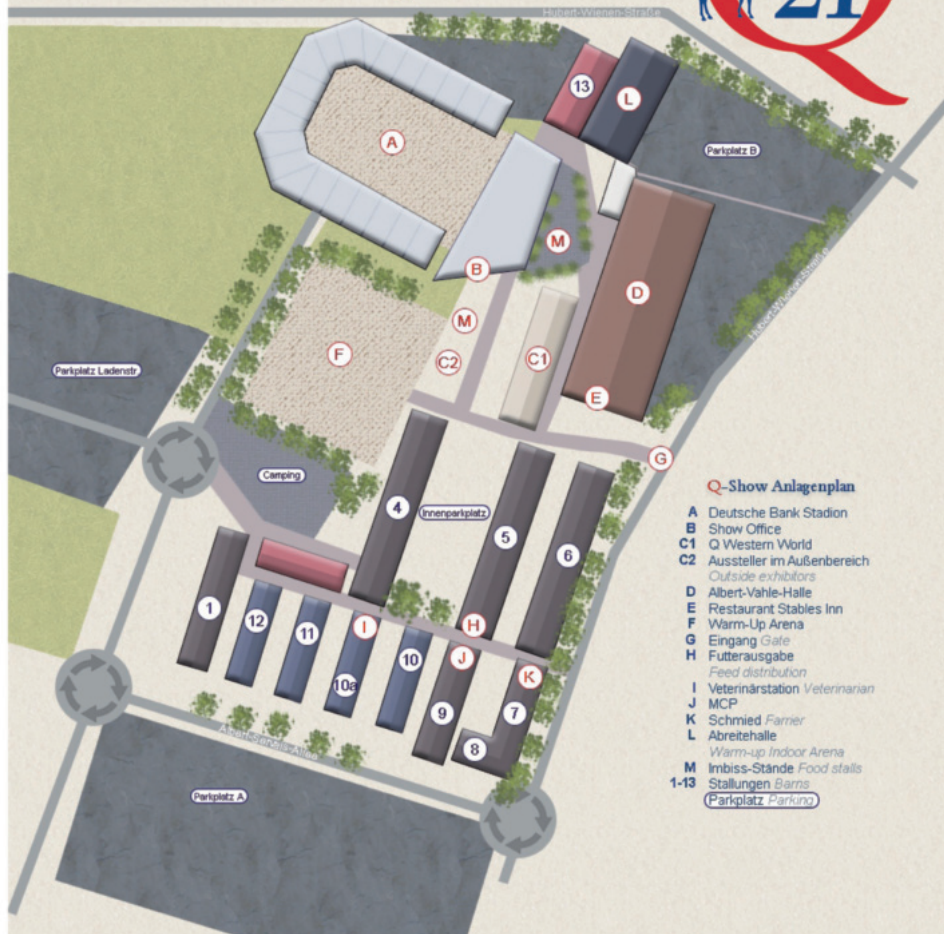 Hubert-Wienen-Straße
21
Q
13
L
A
Parkplatz B
M
B
D
M
F
C2
C1
Parkplatz Ladenstr.
E
G
Camping
4
Innenparkplatz
5
6
1
12
11
I
10a
10
H
J
K
9
7
8
Parkplatz A
Q-Show Anlagenplan
A Deutsche Bank Stadion
B Show Office
C1 Q Western World
C2 Aussteller im Außenbereich
Outside exhibitors
D Albert-Vahle-Halle
E Restaurant Stables Inn
F Warm-Up Arena
G Eingang Gate
H Futterausgabe
Feed distribution
I Veterinärstation Veterinarian
J MCP
K Schmied Farrier
L Abreitehalle
Warm-up Indoor Arena
M Imbiss-Stände Food stalls
1-13 Stallungen Barns
Parkplatz Parking